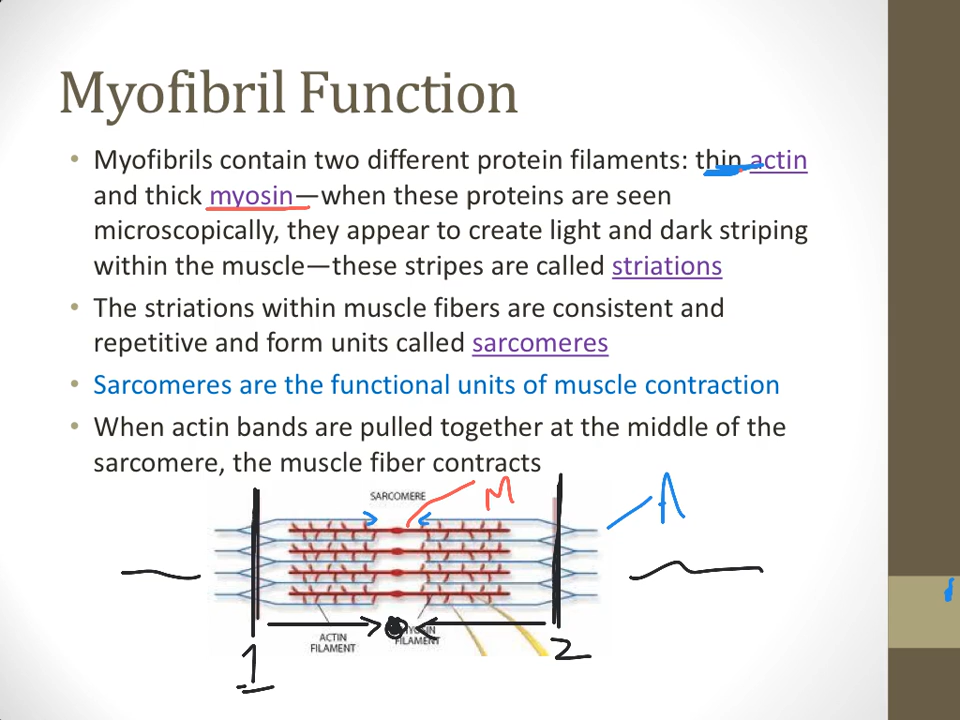 Myofibril Function
• Myofibrils contain two different protein filaments: thin actin
and thick myosin—when these proteins are seen
microscopically, they appear to create light and dark striping
within the muscle—these stripes are called striations
• The striations within muscle fibers are consistent and
repetitive and form units called sarcomeres
• Sarcomeres are the functional units of muscle contraction
• When actin bands are pulled together at the middle of the
sarcomere, the muscle fiber contracts
SARCOMERE
M
A
ACTIN
FILAMENT
MYOSIN
FILAMENT
1
2